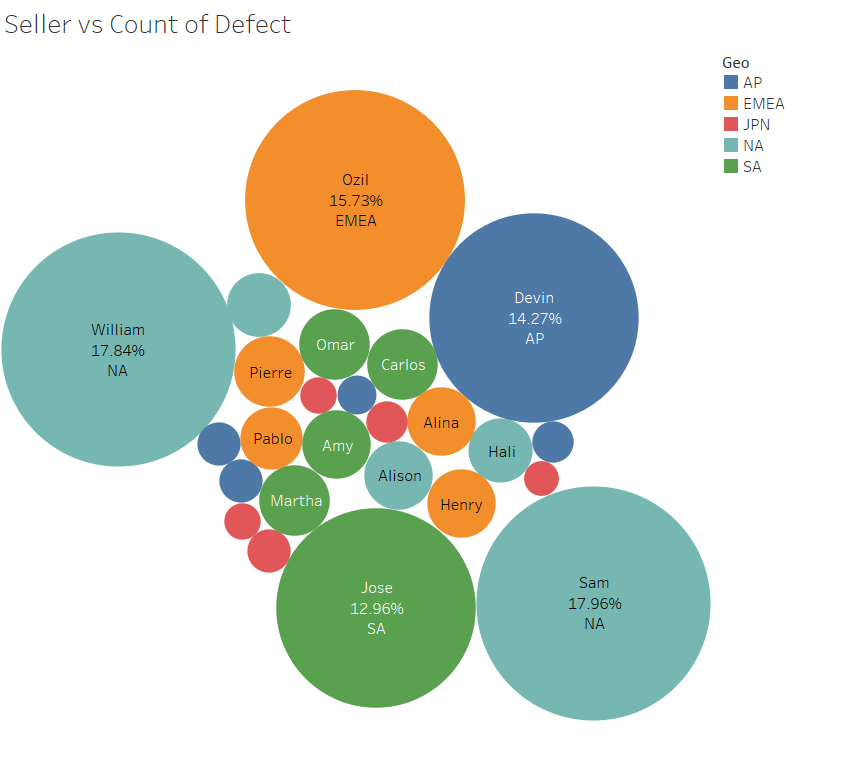 Seller vs Count of Defect
Geo
AP
EMEA
JPN
NA
SA
Ozil
15.73%
EMEA
Devin
14.27%
AP
William
17.84%
NA
Omar
Carlos
Pierre
Alina
Pablo
Amy
Hali
Alison
Martha
Henry
Jose
12.96%
SA
Sam
17.96%
NA